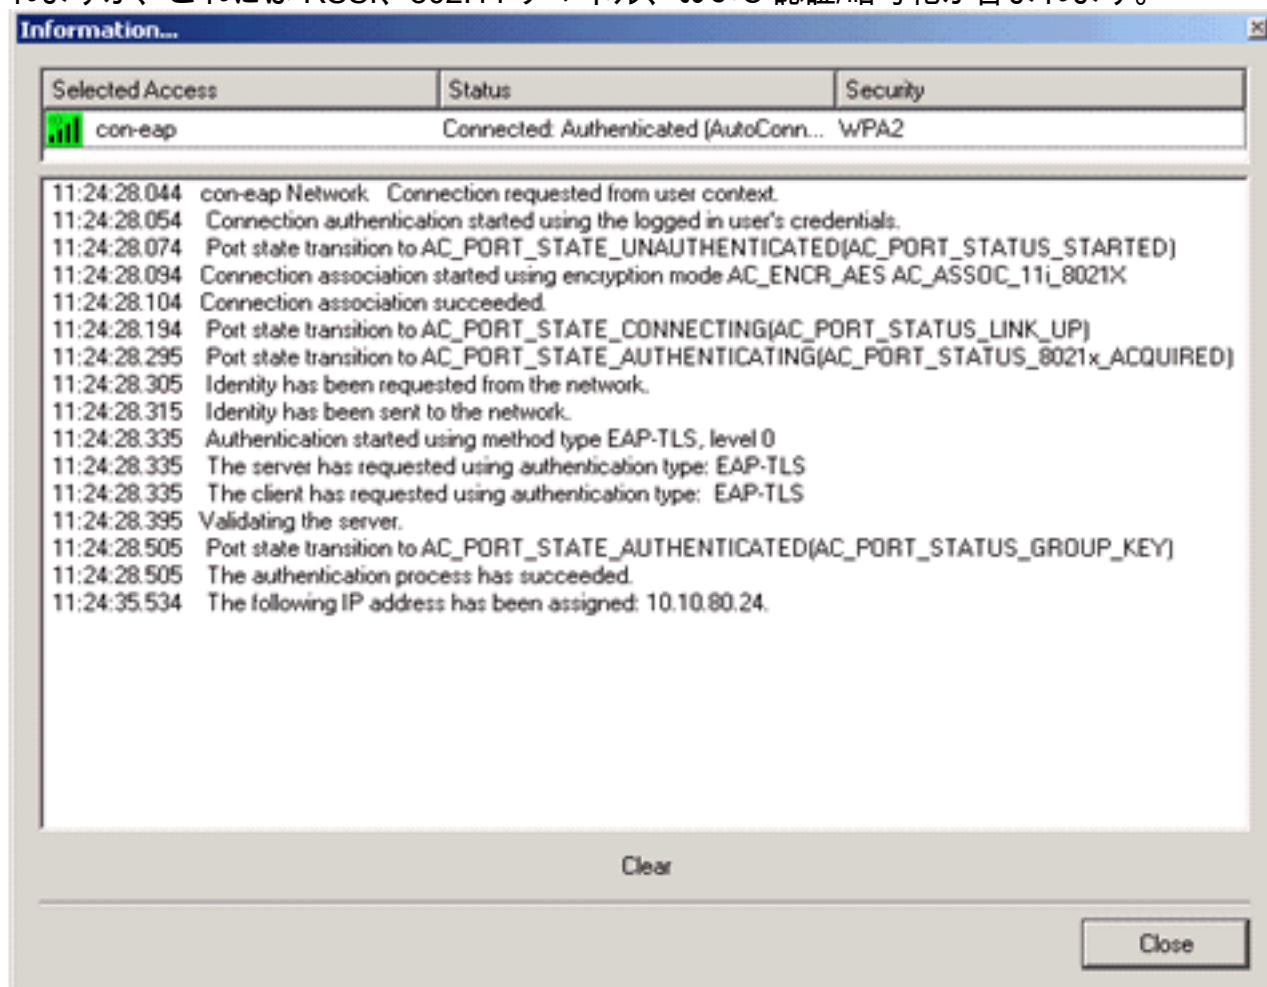 Information...
Selected Access Status Security
con-eap Connected: Authenticated (AutoConn... WPA2
11:24:28.044 con-eap Network Connection requested from user context.
11:24:28.054 Connection authentication started using the logged in user's credentials.
11:24:28.074 Port state transition to AC_PORT_STATE_UNAUTHENTICATED(AC_PORT_STATUS_STARTED)
11:24:28.094 Connection association started using encryption mode AC_ENCR_AES AC_ASSOC_11i_8021X
11:24:28.104 Connection association succeeded.
11:24:28.194 Port state transition to AC_PORT_STATE_CONNECTING(AC_PORT_STATUS_LINK_UP)
11:24:28.295 Port state transition to AC_PORT_STATE_AUTHENTICATING(AC_PORT_STATUS_8021x_ACQUIRED)
11:24:28.305 Identity has been requested from the network.
11:24:28.315 Identity has been sent to the network.
11:24:28.335 Authentication started using method type EAP-TLS, level 0
11:24:28.335 The server has requested using authentication type: EAP-TLS
11:24:28.335 The client has requested using authentication type: EAP-TLS
11:24:28.395 Validating the server.
11:24:28.505 Port state transition to AC_PORT_STATE_AUTHENTICATED(AC_PORT_STATUS_GROUP_KEY)
11:24:28.505 The authentication process has succeeded.
11:24:35.534 The following IP address has been assigned: 10.10.80.24.
Clear
Close